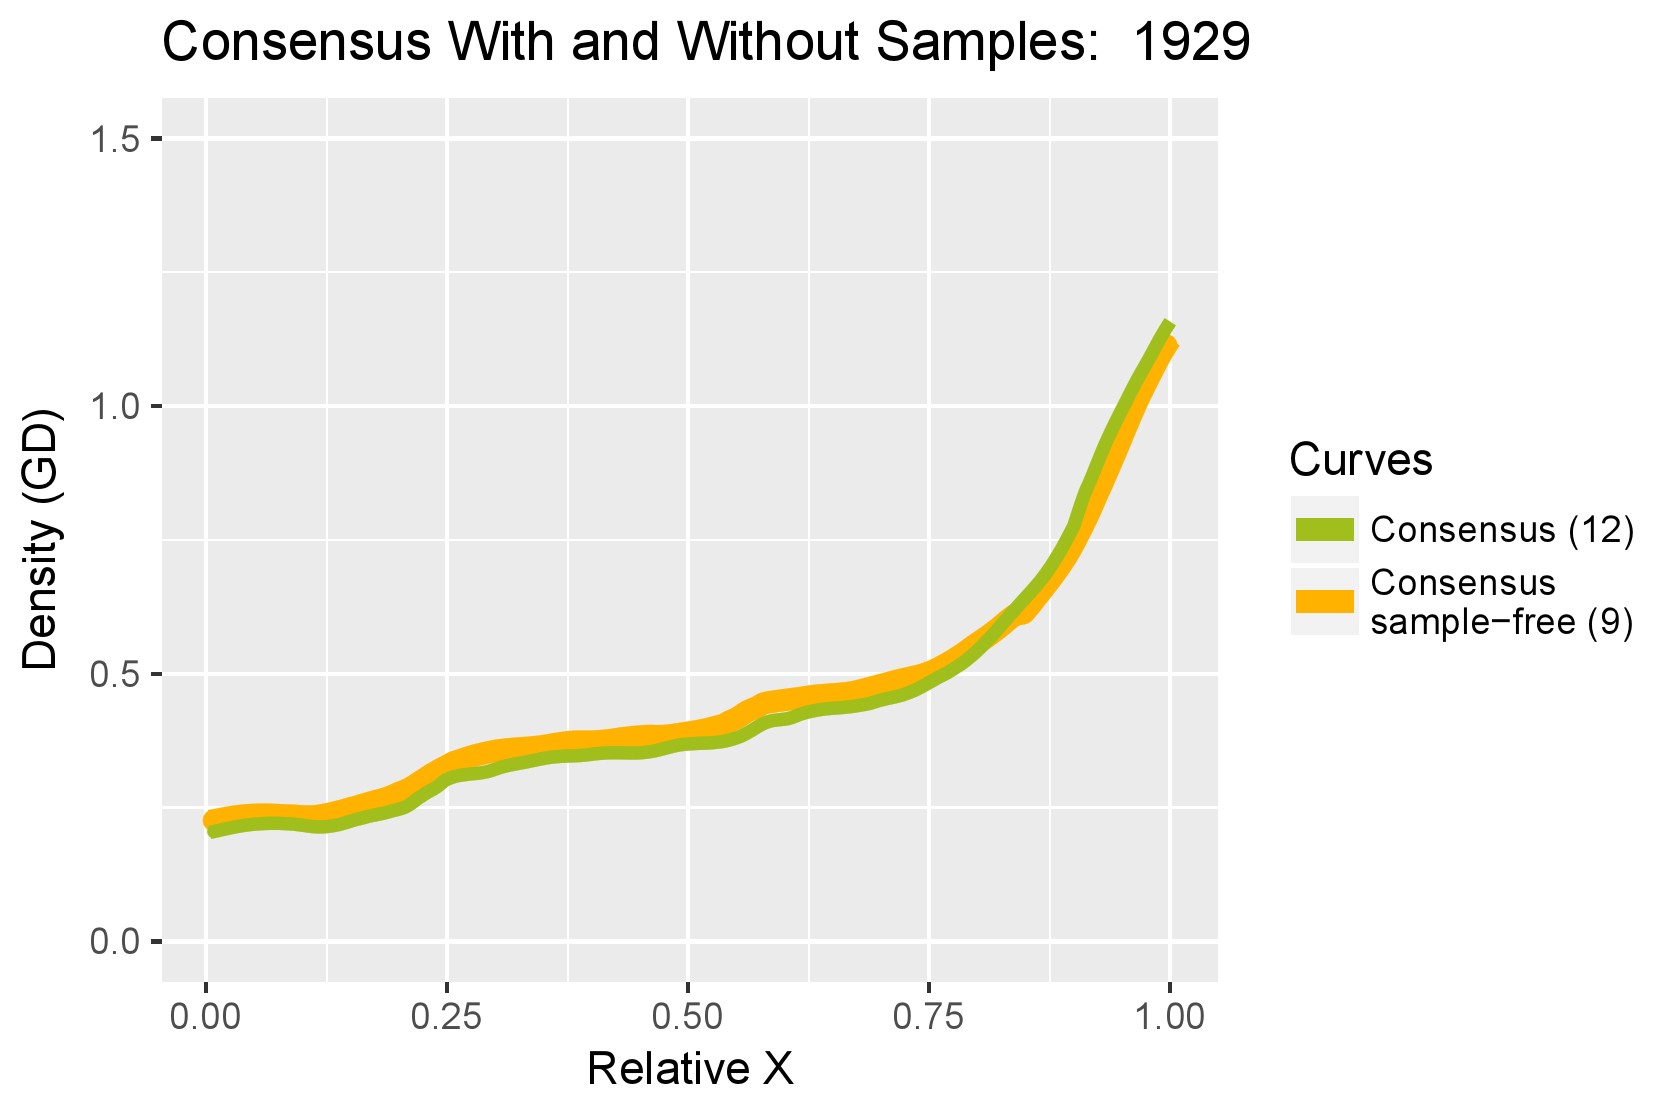 Consensus With and Without Samples:  1929
1.5
1.0
0.5
0.0
Density (GD)
0.00 0.25 0.50 0.75 1.00
Relative X
Curves
Consensus (12)
Consensus
sample−free (9)